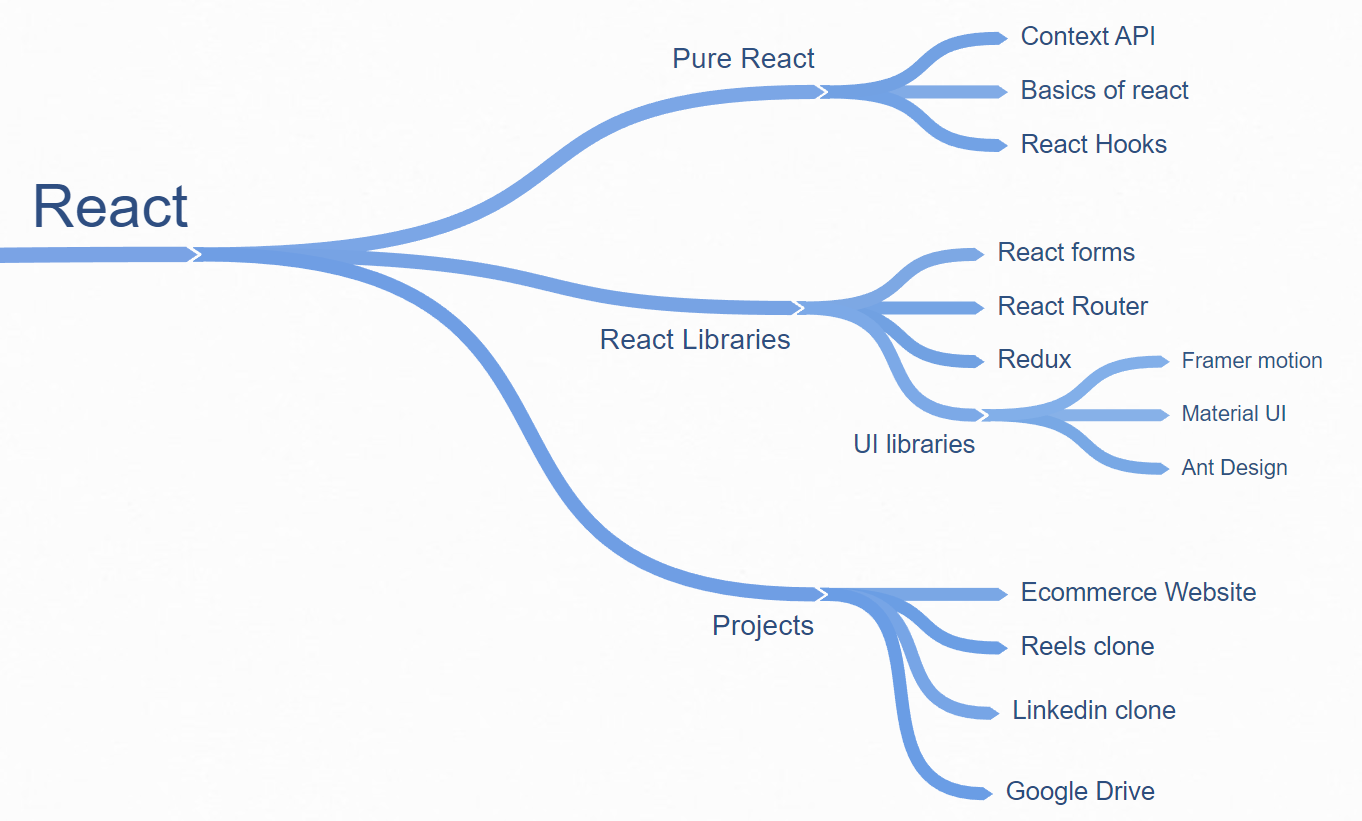 React
Pure React
Context API
Basics of react
React Hooks
React Libraries
React forms
React Router
Redux
UI libraries
Framer motion
Material UI
Ant Design
Projects
Ecommerce Website
Reels clone
Linkedin clone
Google Drive